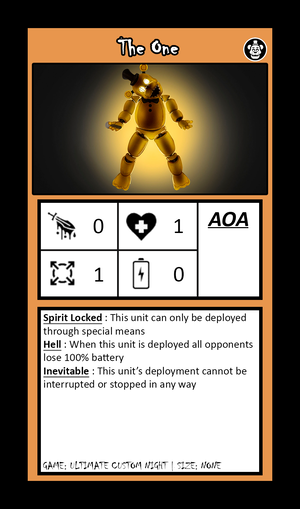 The One
0
1
AOA
1
0
Spirit Locked : This unit can only be deployed
through special means
Hell : When this unit is deployed all opponents
lose 100% battery
Inevitable : This unit's deployment cannot be
interrupted or stopped in any way
GAME; ULTIMATE CUSTOM NIGHT | SIZE; NONE